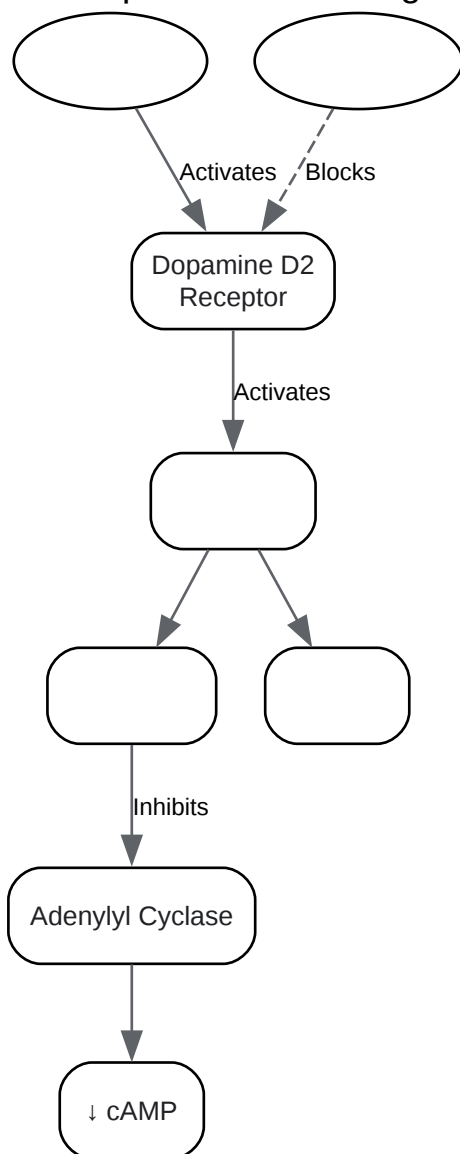 Activates
Blocks
Dopamine D2
Receptor
Activates
Inhibits
Adenylyl Cyclase
↓ cAMP